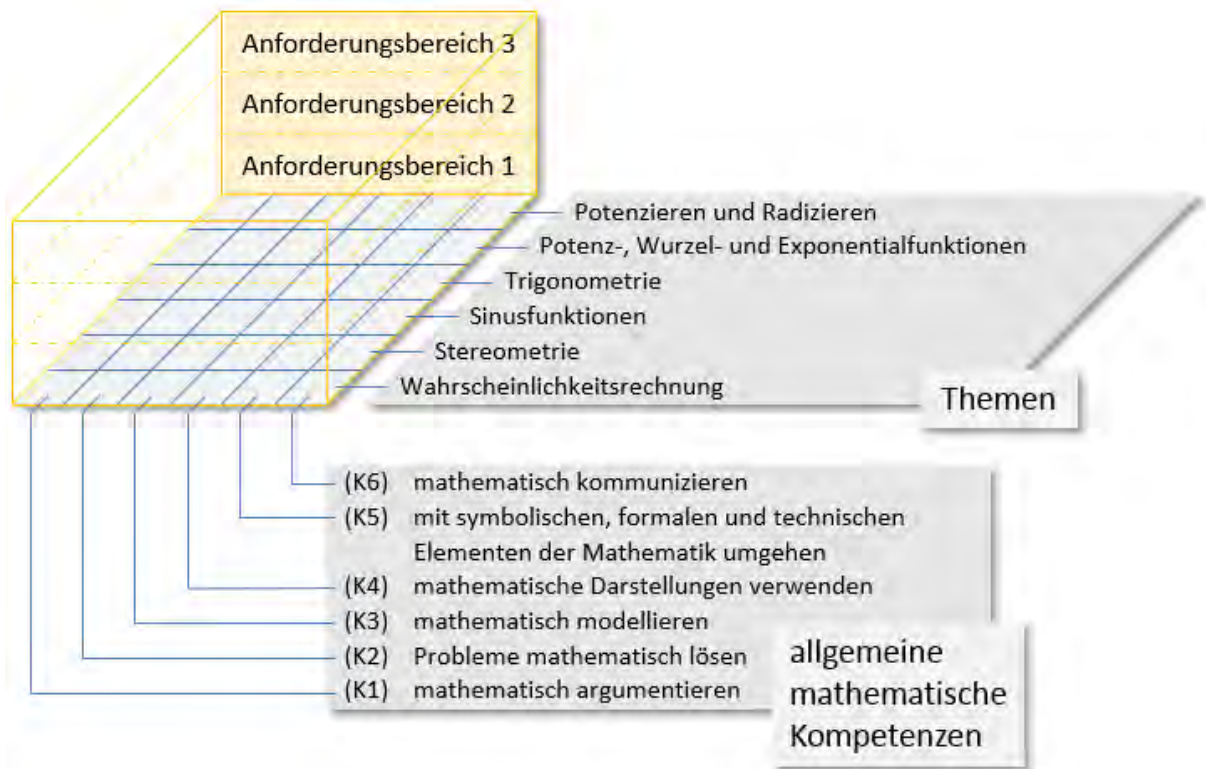 Anforderungsbereich 3
Anforderungsbereich 2
Anforderungsbereich 1
Potenzieren und Radizieren
Potenz-, Wurzel- und Exponentialfunktionen
Trigonometrie
Sinusfunktionen
Stereometrie
Wahrscheinlichkeitsrechnung
Themen
(K6) mathematisch kommunizieren
(K5) mit symbolischen, formalen und technischen
Elementen der Mathematik umgehen
(K4) mathematische Darstellungen verwenden
(K3) mathematisch modellieren
(K2) Probleme mathematisch lösen
(K1) mathematisch argumentieren
allgemeine
mathematische
Kompetenzen